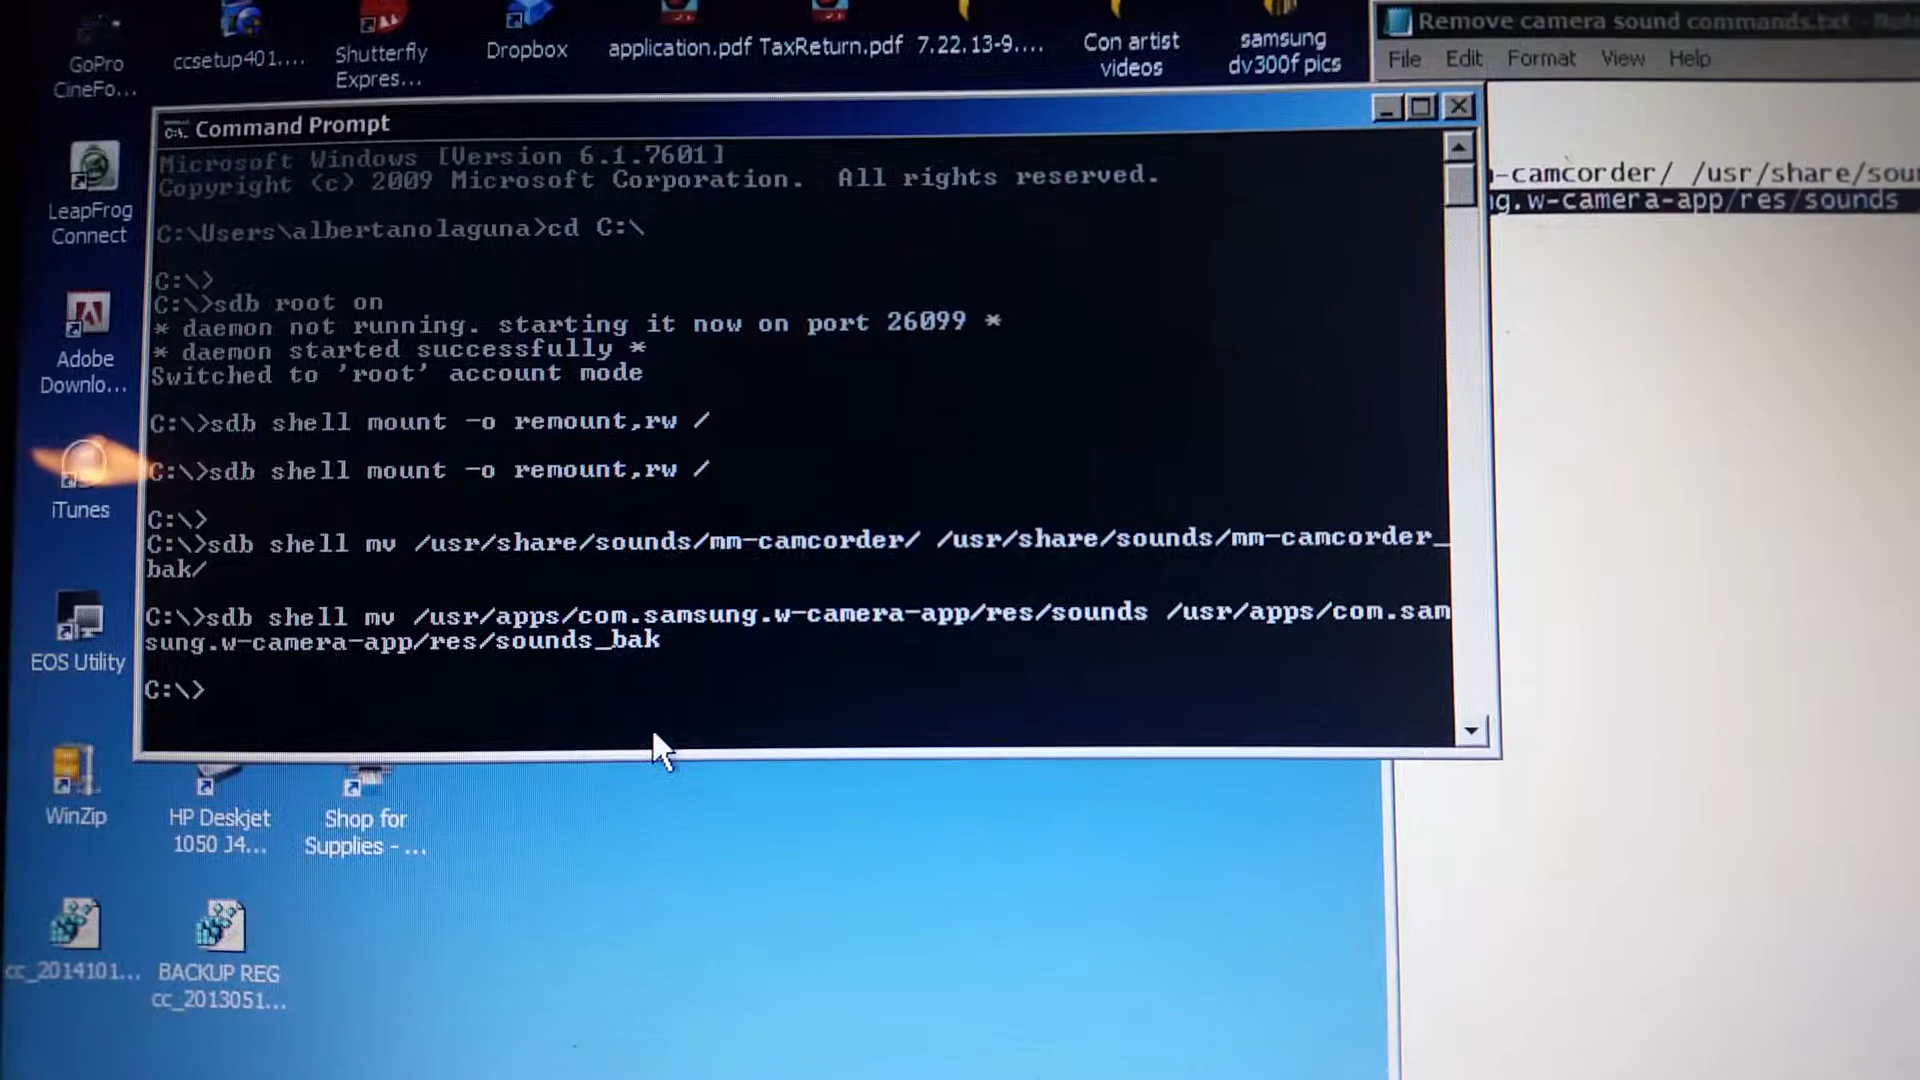 GoPro
CineFo...
ccsetup401....
Shutterfly
Expres...
Dropbox
application.pdf
TaxReturn.pdf
7.22.13-9....
Con artist
videos
samsung
dv300f pics
Remove camera sound commands.txt -
File Edit Format View Help
-camcorder/ /usr/share/soun
g.w-camera-app/res/sounds
Command Prompt
Microsoft Windows [Version 6.1.7601]
Copyright (c) 2009 Microsoft Corporation. All rights reserved.
C:\Users\albertanolaguna>cd C:\
C:\>
C:\>sdb root on
* daemon not running. starting it now on port 26099 *
* daemon started successfully *
Switched to 'root' account mode
C:\>sdb shell mount -o remount,rw /
C:\>sdb shell mount -o remount,rw /
C:\>
C:\>sdb shell mv /usr/share/sounds/mm-camcorder/ /usr/share/sounds/mm-camcorder_
bak/
C:\>sdb shell mv /usr/apps/com.samsung.w-camera-app/res/sounds /usr/apps/com.sam
sung.w-camera-app/res/sounds_bak
C:\>
LeapFrog
Connect
Adobe
Downlo...
iTunes
EOS Utility
WinZip
HP Deskjet
1050 J4...
Shop for
Supplies - ...
cc_2014101...
BACKUP REG
cc_2013051...